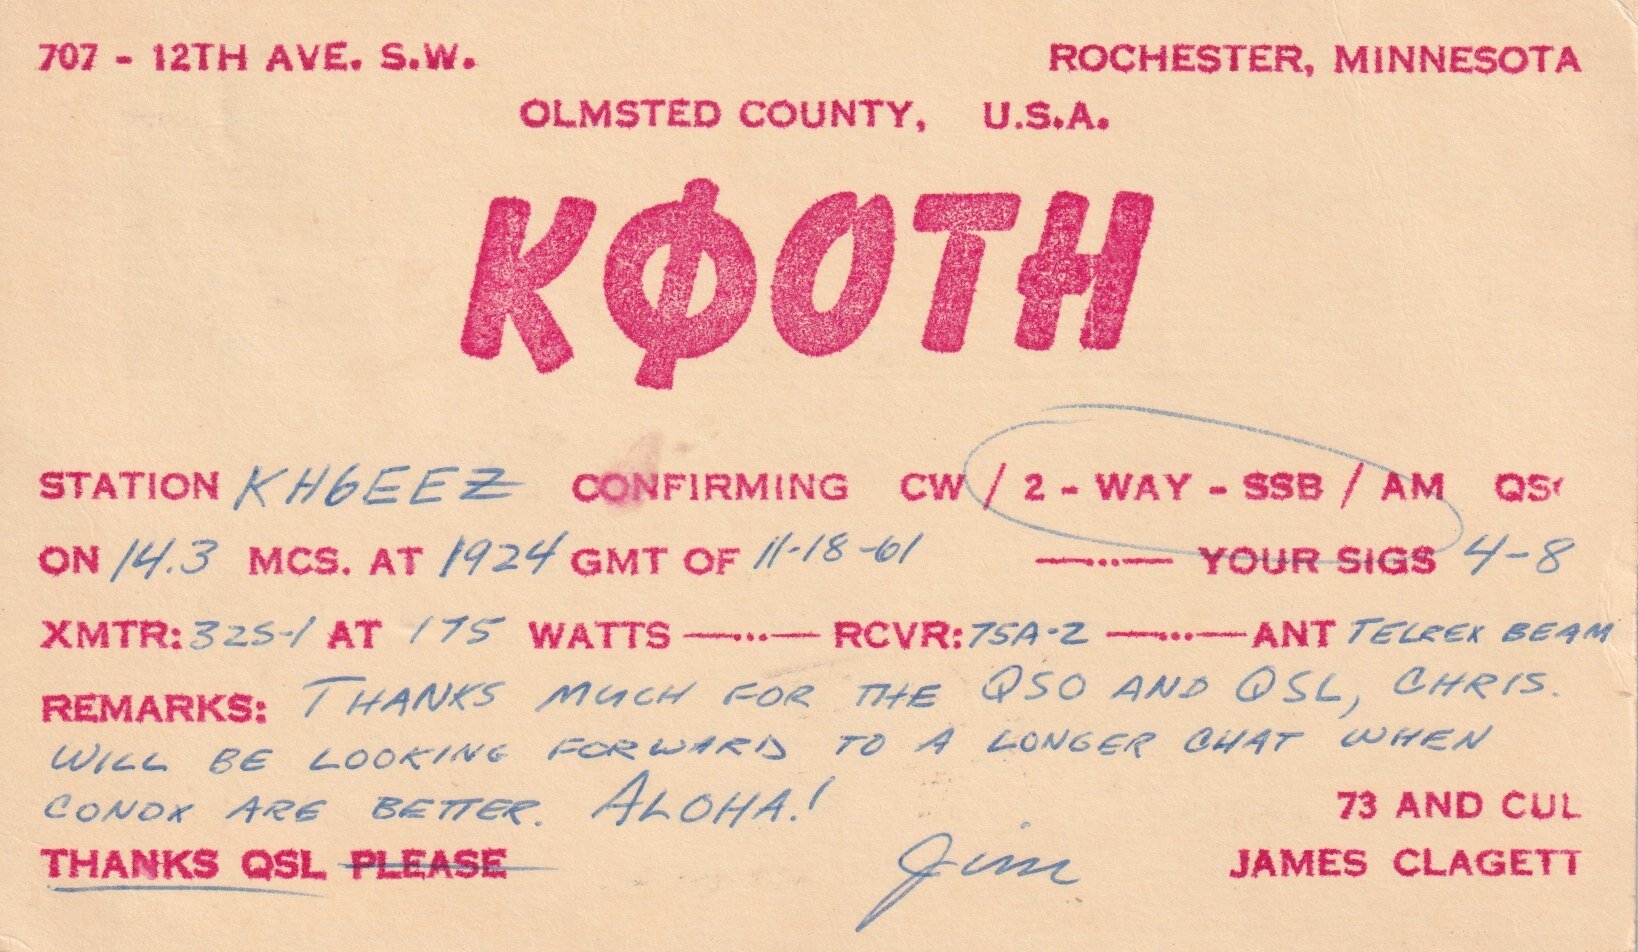 707 - 12TH AVE. S.W. ROCHESTER, MINNESOTA
OLMSTED COUNTY, U.S.A.
KØOTH
STATION KH6EEZ CONFIRMING CW / 2 - WAY - SSB / AM QSO
ON 14.3 MCS. AT 1924 GMT OF 11-18-61 —...— YOUR SIGS 4-8
XMTR: 32S-1 AT 175 WATTS —...— RCVR: 75A-2 —...— ANT TELREX BEAM
REMARKS: THANKS MUCH FOR THE QSO AND QSL, CHRIS.
WILL BE LOOKING FORWARD TO A LONGER CHAT WHEN
CONDX ARE BETTER. ALOHA!
73 AND CUL
THANKS QSL PLEASE Jim JAMES CLAGETT